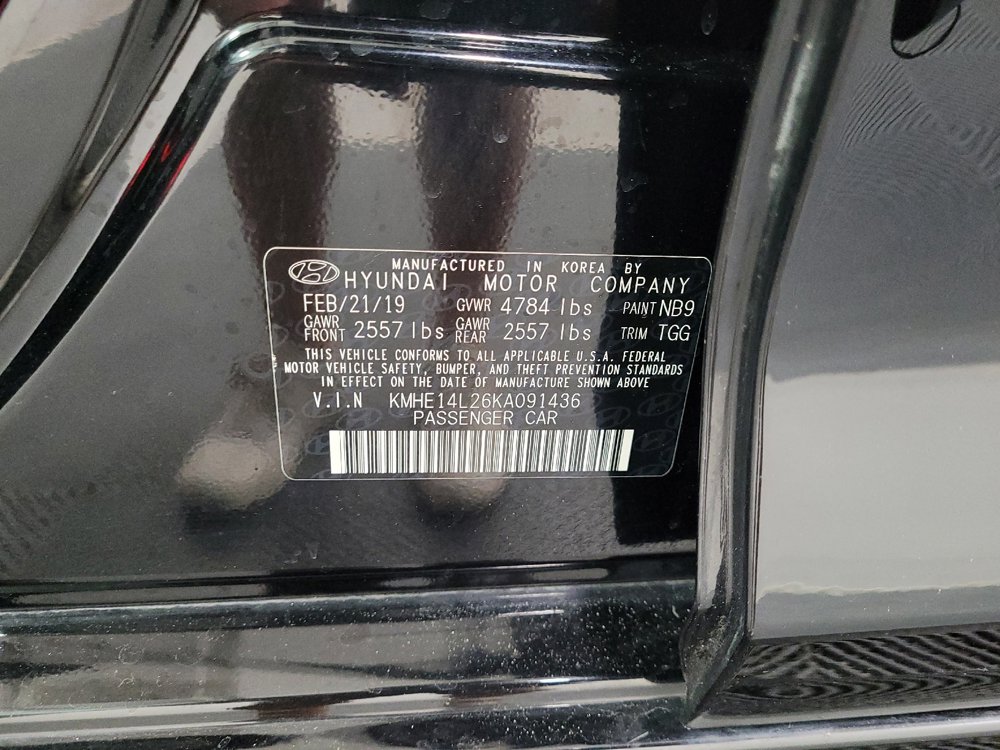 MANUFACTURED IN KOREA BY
HYUNDAI MOTOR COMPANY
FEB/21/19 GVWR 4784 lbs PAINT NB9
GAWR FRONT 2557 lbs GAWR REAR 2557 lbs TRIM TGG
THIS VEHICLE CONFORMS TO ALL APPLICABLE U.S.A. FEDERAL
MOTOR VEHICLE SAFETY, BUMPER, AND THEFT PREVENTION STANDARDS
IN EFFECT ON THE DATE OF MANUFACTURE SHOWN ABOVE
V.I.N KMHE14L26KA091436
PASSENGER CAR